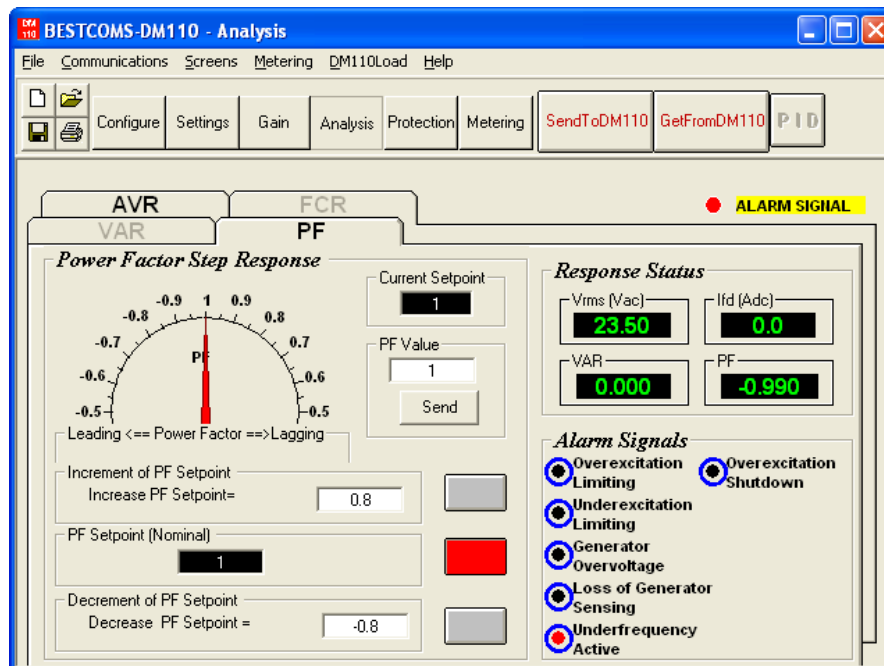 DM
110
BESTCOMS-DM110 - Analysis
File Communications Screens Metering DM110Load Help
Configure Settings Gain Analysis Protection Metering SendToDM110 GetFromDM110 PID
AVR FCR
ALARM SIGNAL
VAR PF
Power Factor Step Response
-0.9 1 0.9
-0.8 0.8
-0.7 0.7
-0.6 0.6
-0.5 0.5
PF
Leading <== Power Factor ==>Lagging
Current Setpoint
1
PF Value
1
Send
Increment of PF Setpoint
Increase PF Setpoint= 0.8
PF Setpoint (Nominal)
1
Decrement of PF Setpoint
Decrease PF Setpoint = -0.8
Response Status
Vrms (Vac) Ifd (Adc)
23.50 0.0
VAR PF
0.000 -0.990
Alarm Signals
Overexcitation
Limiting
Overexcitation
Shutdown
Underexcitation
Limiting
Generator
Overvoltage
Loss of Generator
Sensing
Underfrequency
Active